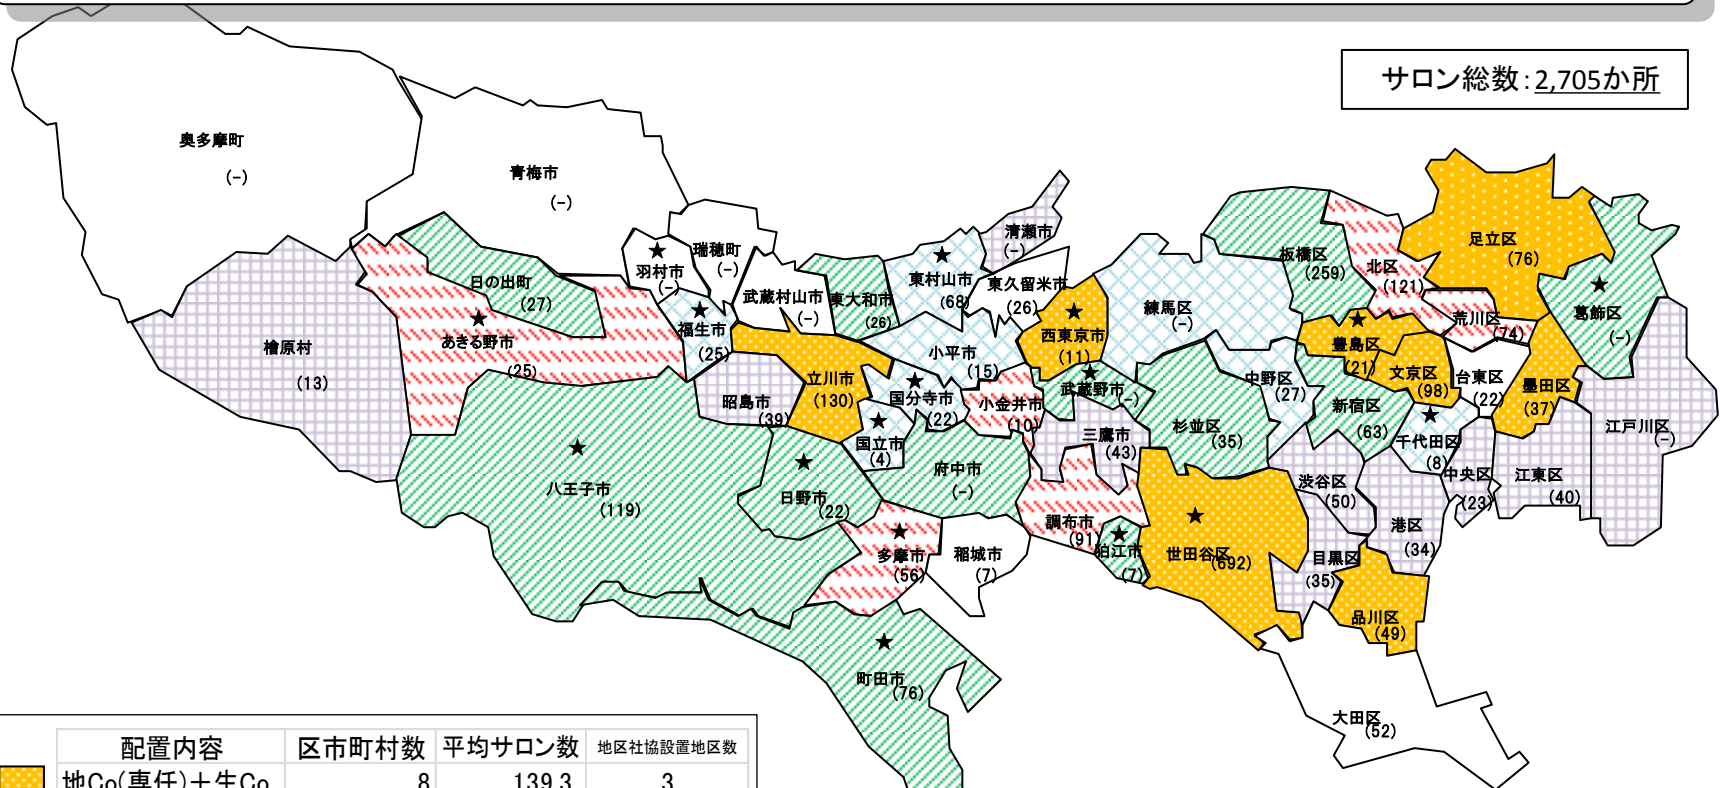 サロン総数：2,705か所
奥多摩町
(-)
青梅市
(-)
瑞穂町
(-)
羽村市
(-)
武蔵村山市
(-)
東大和市
(26)
東村山市
(68)
清瀬市
(-)
東久留米市
(26)
日の出町
(27)
あきる野市
(25)
福生市
(25)
檜原村
(13)
昭島市
(39)
立川市
(130)
小平市
(15)
西東京市
(11)
国分寺市
(22)
小金井市
(10)
武蔵野市
(-)
国立市
(4)
三鷹市
(43)
府中市
(-)
八王子市
(119)
日野市
(22)
調布市
(91)
狛江市
(7)
多摩市
(56)
稲城市
(7)
町田市
(76)
練馬区
(-)
板橋区
(259)
北区
(121)
足立区
(76)
葛飾区
(-)
荒川区
(74)
豊島区
(21)
文京区
(98)
台東区
(22)
墨田区
(37)
江戸川区
(-)
中野区
(27)
杉並区
(35)
新宿区
(63)
千代田区
(8)
中央区
(23)
江東区
(40)
渋谷区
(50)
港区
(34)
世田谷区
(692)
目黒区
(35)
品川区
(49)
大田区
(52)
配置内容 区市町村数 平均サロン数 地区社協設置地区数
地Co(専任)＋生Co 8 139.3 3